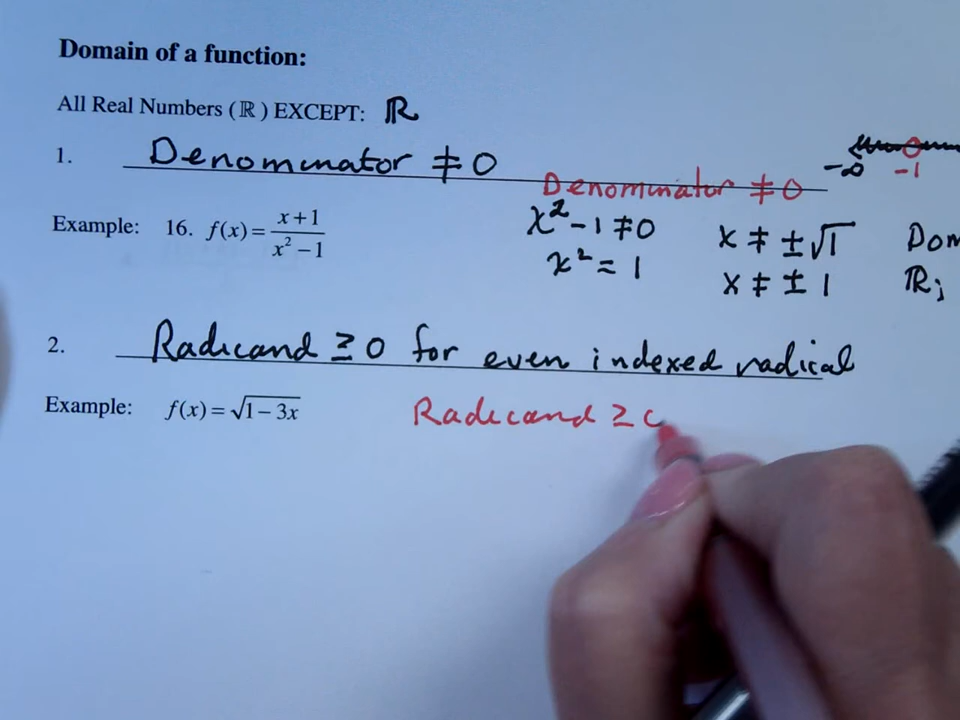 Domain of a function:
All Real Numbers (ℝ) EXCEPT: ℝ
1. Denominator ≠ 0
-∞ -1
Denominator ≠ 0
Example: 16. f(x) = (x+1)/(x² − 1)
x² − 1 ≠ 0 x ≠ ±√1 Dom
x² = 1 x ≠ ± 1 ℝ;
2. Radicand ≥ 0 for even indexed radical
Example: f(x) = √(1 − 3x) Radicand ≥